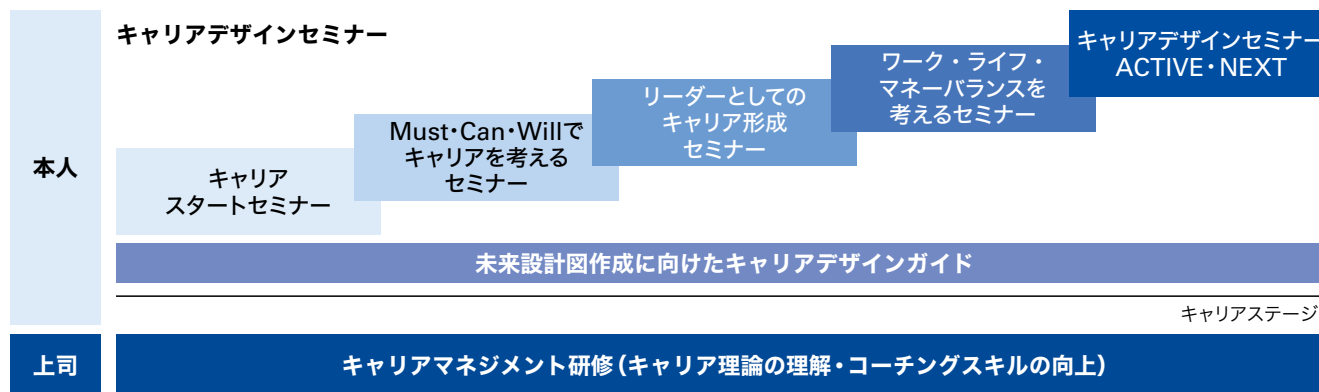 キャリアデザインセミナー
本人
キャリア
スタートセミナー
Must・Can・Willで
キャリアを考える
セミナー
リーダーとしての
キャリア形成
セミナー
ワーク・ライフ・
マネーバランスを
考えるセミナー
キャリアデザインセミナー
ACTIVE・NEXT
未来設計図作成に向けたキャリアデザインガイド
キャリアステージ
上司
キャリアマネジメント研修（キャリア理論の理解・コーチングスキルの向上）